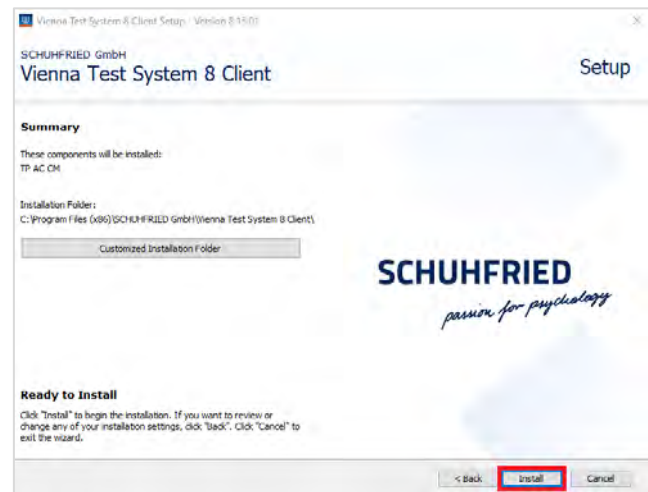 Vienna Test System 8 Client Setup - Version 8.15.01
SCHUHFRIED GmbH
Vienna Test System 8 Client
Setup
Summary
These components will be installed:
TP AC CM
Installation Folder:
C:\Program Files (x86)\SCHUHFRIED GmbH\Vienna Test System 8 Client\
Customized Installation Folder
SCHUHFRIED
passion for psychology
Ready to Install
Click "Install" to begin the installation. If you want to review or
change any of your installation settings, click "Back". Click "Cancel" to
exit the wizard.
< Back Install Cancel